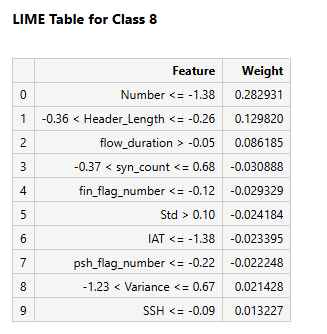 LIME Table for Class 8
Feature Weight
0 Number <= -1.38 0.282931
1 -0.36 < Header_Length <= -0.26 0.129820
2 flow_duration > -0.05 0.086185
3 -0.37 < syn_count <= 0.68 -0.030888
4 fin_flag_number <= -0.12 -0.029329
5 Std > 0.10 -0.024184
6 IAT <= -1.38 -0.023395
7 psh_flag_number <= -0.22 -0.022248
8 -1.23 < Variance <= 0.67 0.021428
9 SSH <= -0.09 0.013227